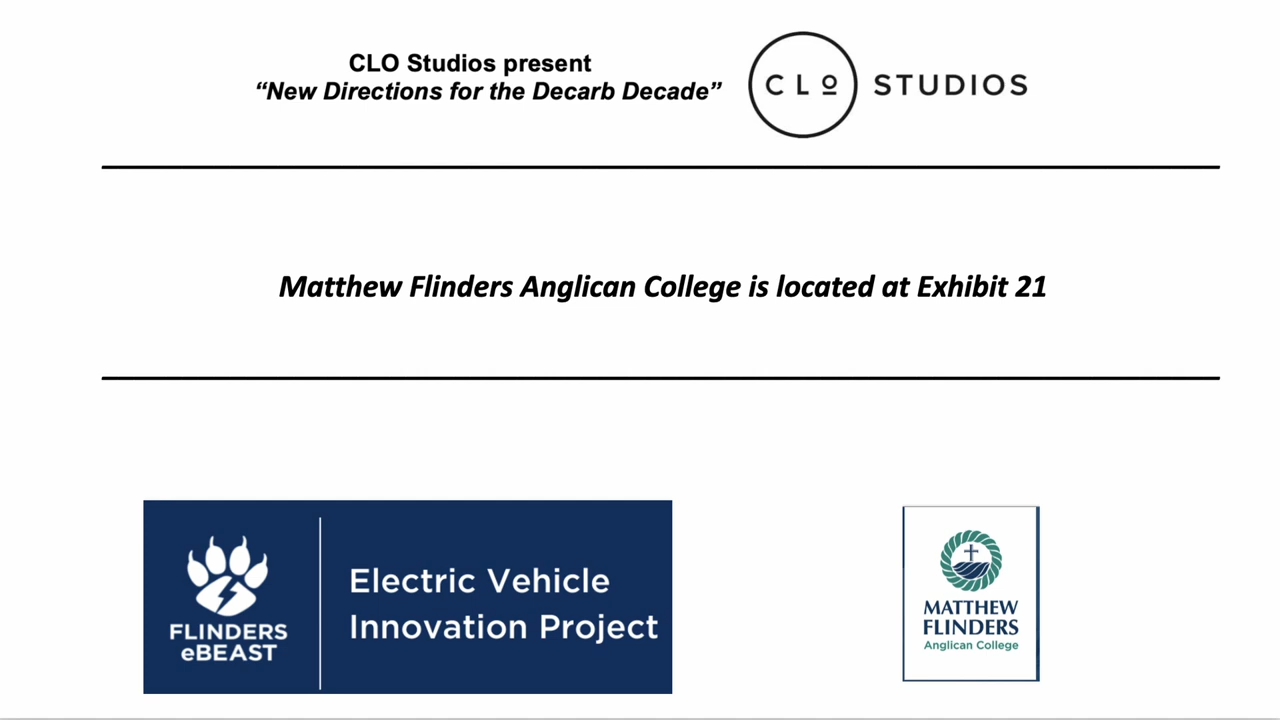 CLO Studios present
“New Directions for the Decarb Decade”
CLO STUDIOS
Matthew Flinders Anglican College is located at Exhibit 21
FLINDERS
eBEAST
Electric Vehicle
Innovation Project
MATTHEW
FLINDERS
Anglican College